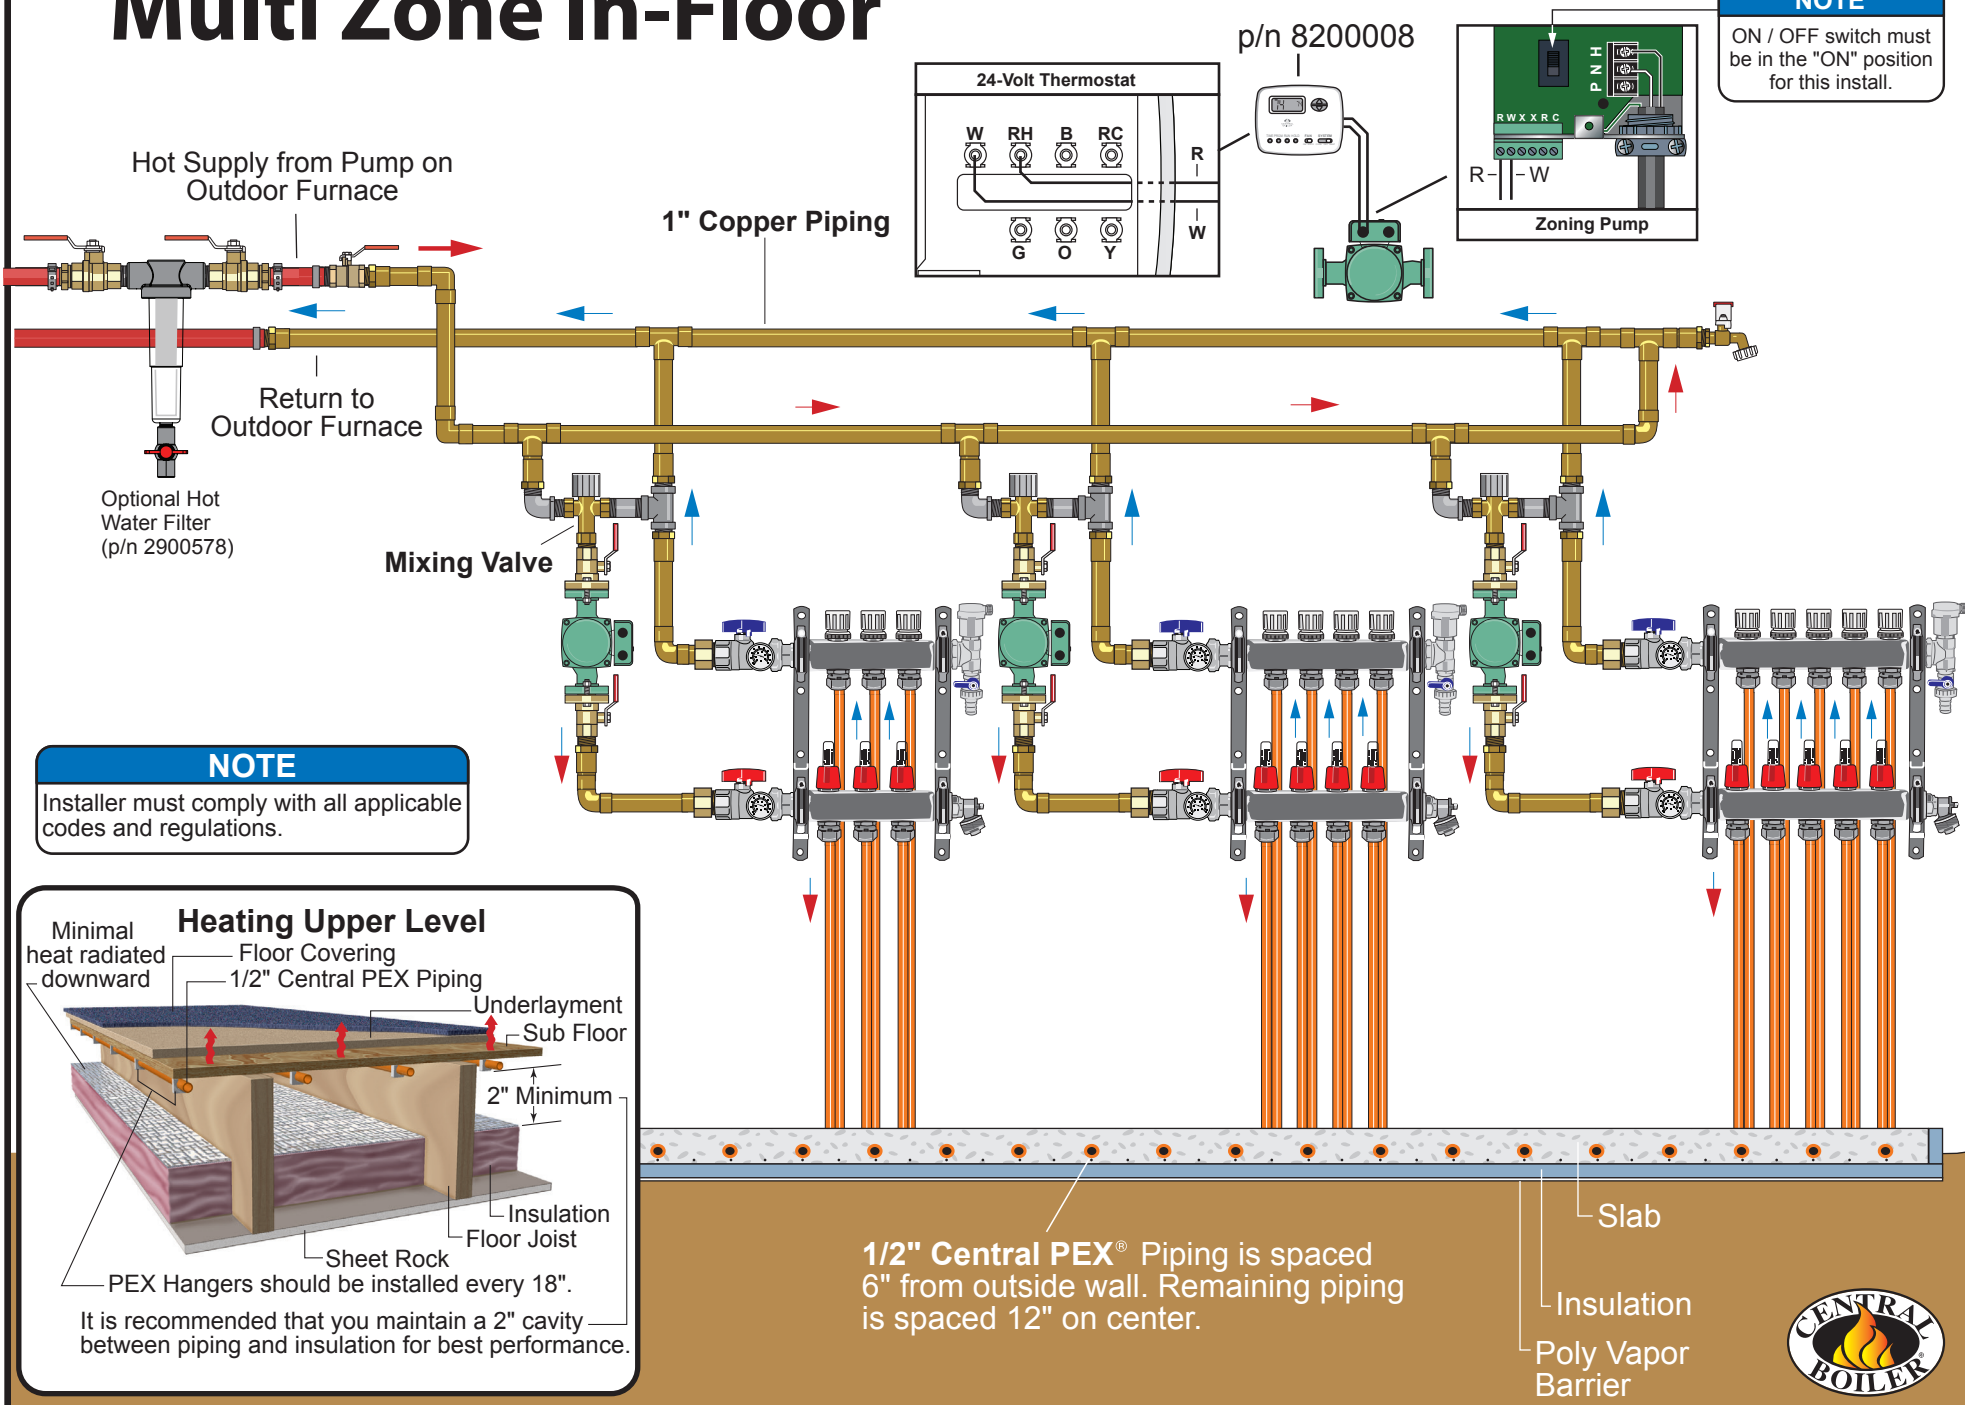 Multi Zone In-Floor
NOTE
ON / OFF switch must
be in the "ON" position
for this install.
p/n 8200008
24-Volt Thermostat
W RH B RC
R
W
G O Y
H
N
P
R W X X R C
R
W
Zoning Pump
Hot Supply from Pump on
Outdoor Furnace
1" Copper Piping
Return to
Outdoor Furnace
Optional Hot
Water Filter
(p/n 2900578)
Mixing Valve
NOTE
Installer must comply with all applicable
codes and regulations.
Heating Upper Level
Minimal
heat radiated
downward
Floor Covering
1/2" Central PEX Piping
Underlayment
Sub Floor
2" Minimum
Insulation
Floor Joist
Sheet Rock
PEX Hangers should be installed every 18".
It is recommended that you maintain a 2" cavity
between piping and insulation for best performance.
1/2" Central PEX® Piping is spaced
6" from outside wall. Remaining piping
is spaced 12" on center.
Slab
Insulation
Poly Vapor
Barrier
CENTRAL
BOILER®